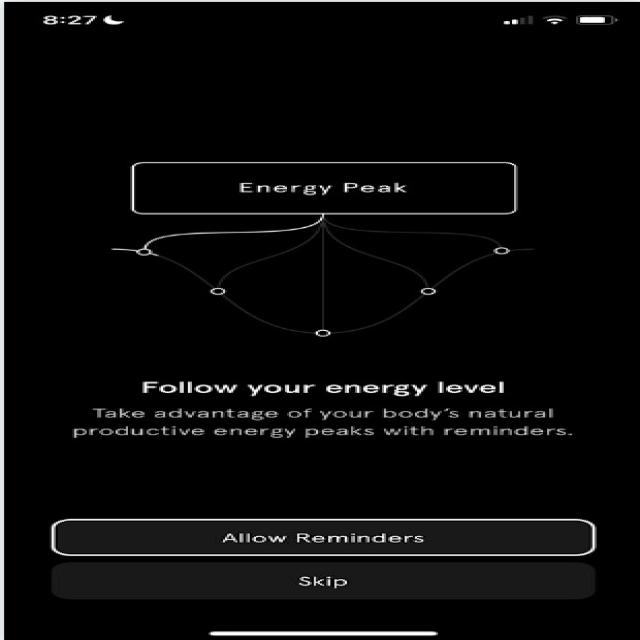 8:27
Energy Peak
Follow your energy level
Take advantage of your body's natural
productive energy peaks with reminders.
Allow Reminders
Skip